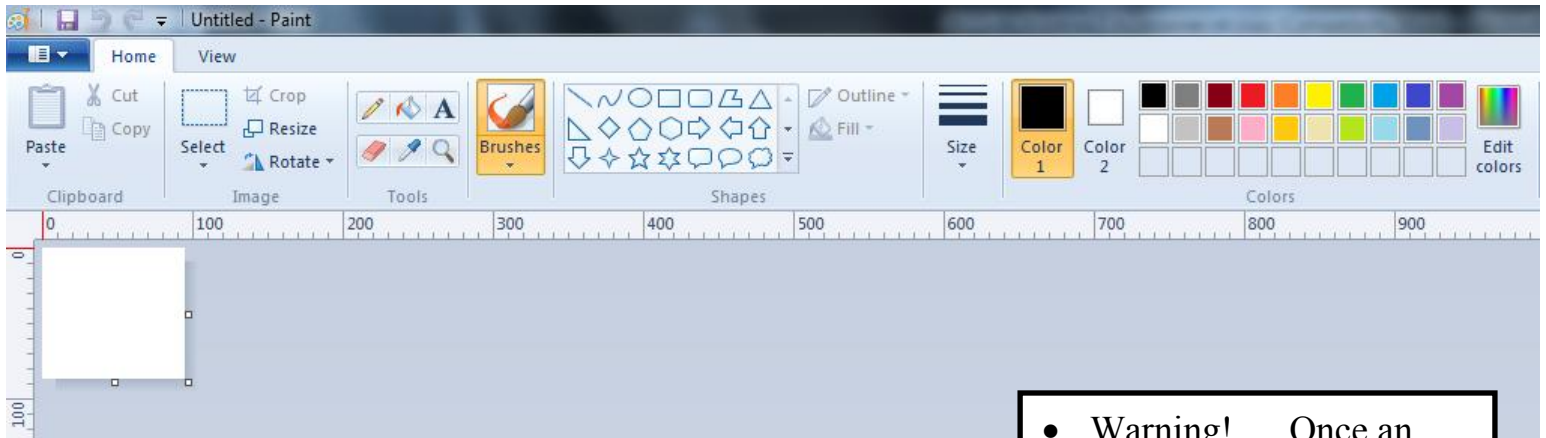 Untitled - Paint
Home View
Cut
Copy
Paste
Clipboard
Select
Crop
Resize
Rotate
Image
A
Tools
Brushes
Outline
Fill
Shapes
Size
Color 1
Color 2
Edit colors
Colors
0 100 200 300 400 500 600 700 800 900
0
100
• Warning! Once an